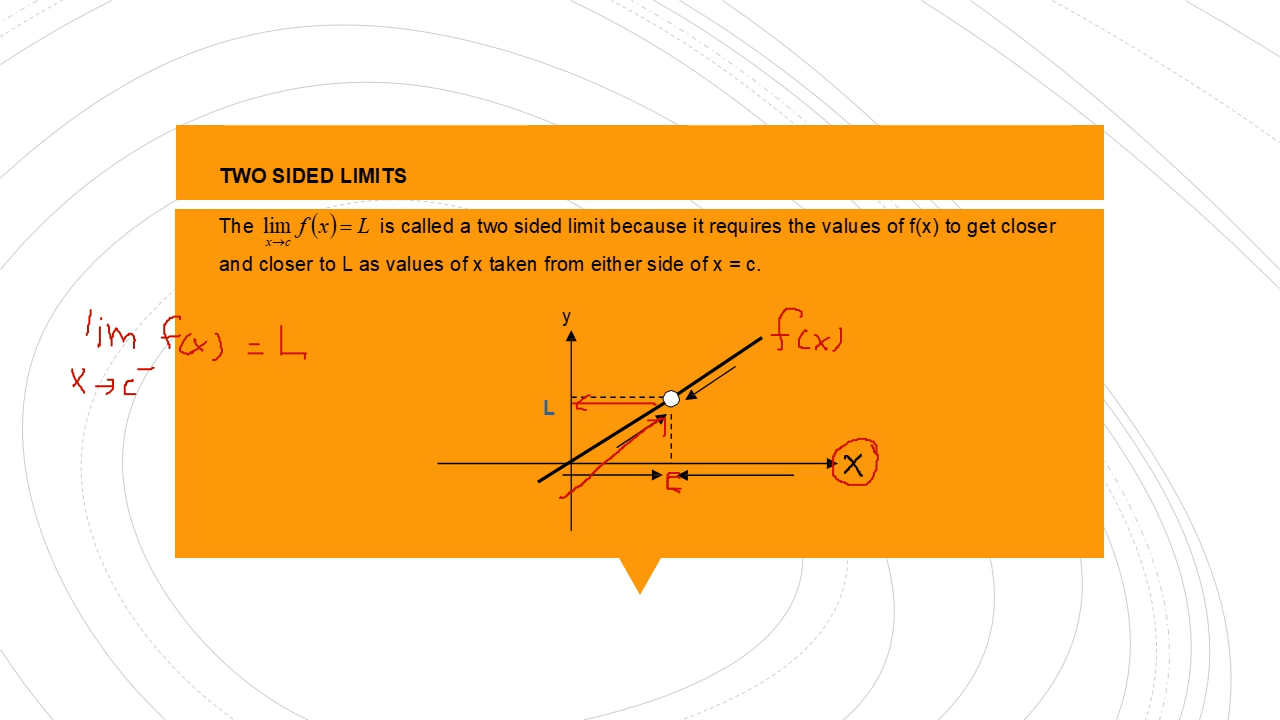 TWO SIDED LIMITS
The lim f(x) = L is called a two sided limit because it requires the values of f(x) to get closer
x→c
and closer to L as values of x taken from either side of x = c.
lim f(x) = L
x → c⁻
y
f(x)
L
X
c